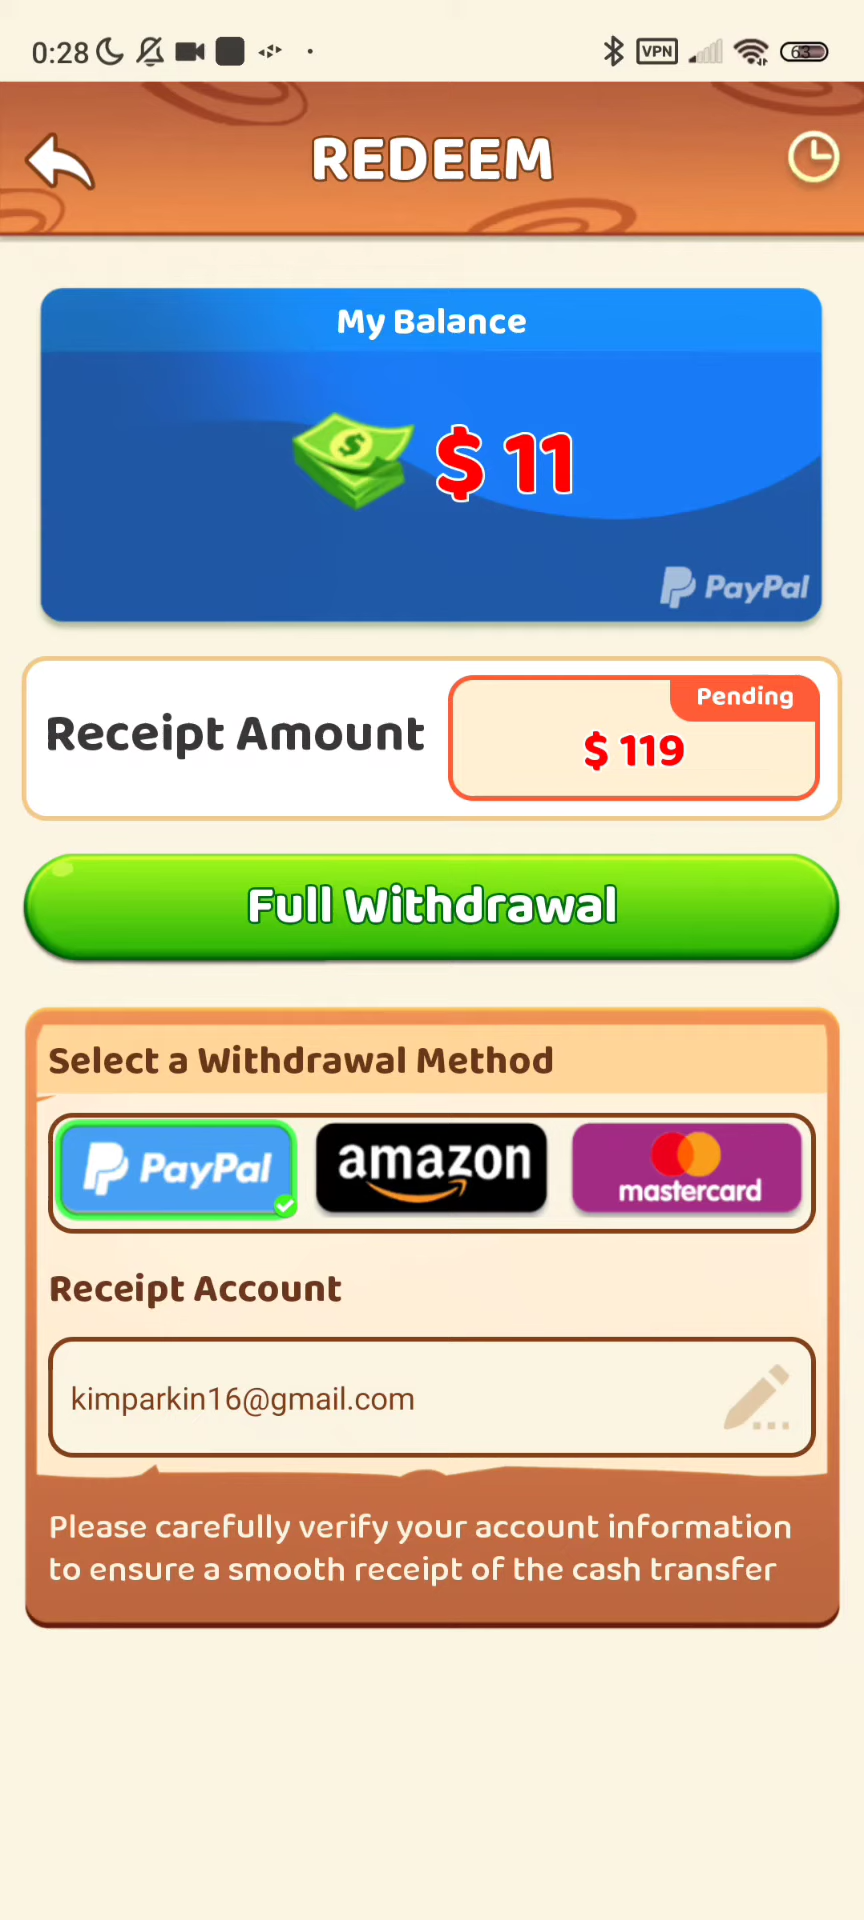 0:28
VPN
63
REDEEM
My Balance
$ 11
PayPal
Pending
Receipt Amount
$ 119
Full Withdrawal
Select a Withdrawal Method
PayPal
amazon
mastercard
Receipt Account
kimparkin16@gmail.com
Please carefully verify your account information
to ensure a smooth receipt of the cash transfer